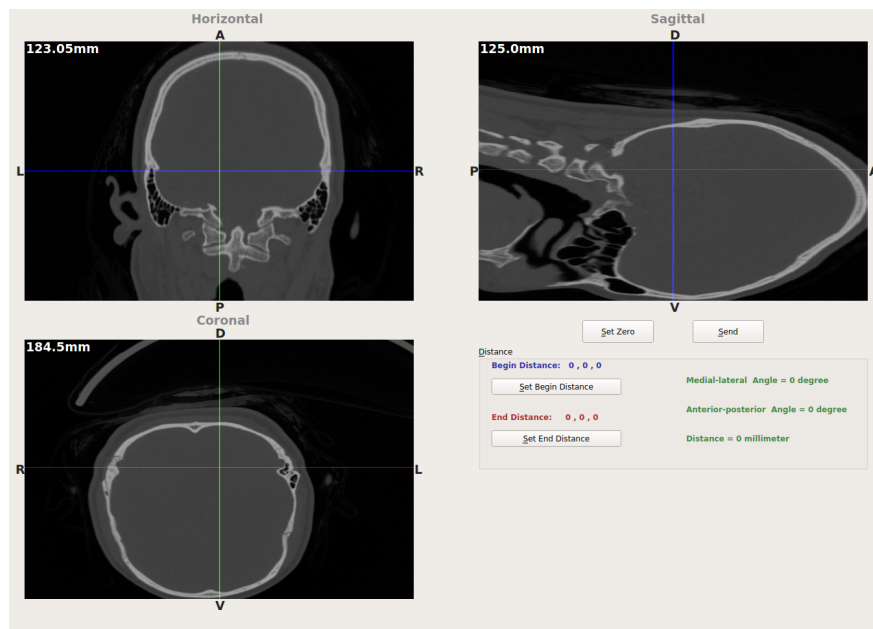 Horizontal
A
123.05mm
L
R
P
Sagittal
D
125.0mm
P
A
V
Coronal
D
184.5mm
R
L
V
Set Zero
Send
Distance
Begin Distance: 0 , 0 , 0
Set Begin Distance
End Distance: 0 , 0 , 0
Set End Distance
Medial-lateral Angle = 0 degree
Anterior-posterior Angle = 0 degree
Distance = 0 millimeter